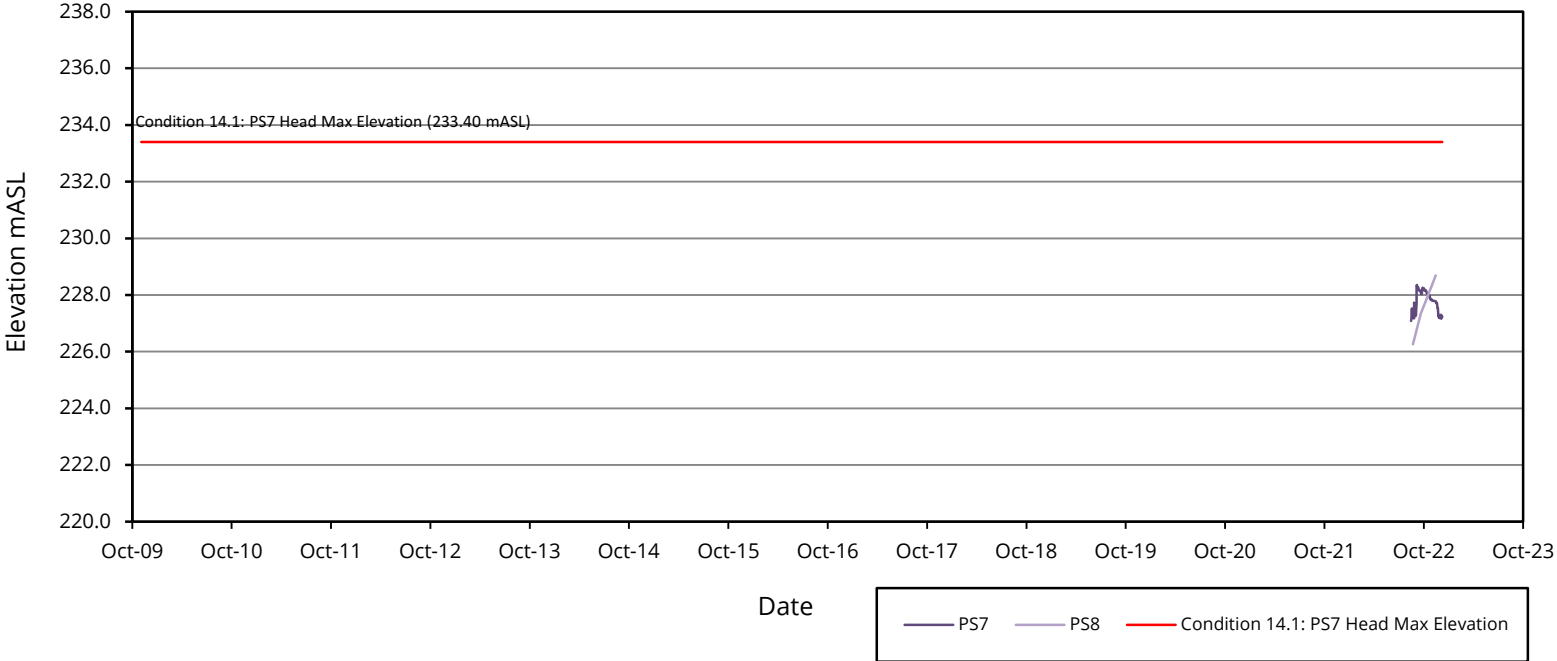 238.0
236.0
234.0
232.0
230.0
228.0
226.0
224.0
222.0
220.0
Elevation mASL
Condition 14.1: PS7 Head Max Elevation (233.40 mASL)
Oct-09 Oct-10 Oct-11 Oct-12 Oct-13 Oct-14 Oct-15 Oct-16 Oct-17 Oct-18 Oct-19 Oct-20 Oct-21 Oct-22 Oct-23
Date
PS7 PS8 Condition 14.1: PS7 Head Max Elevation